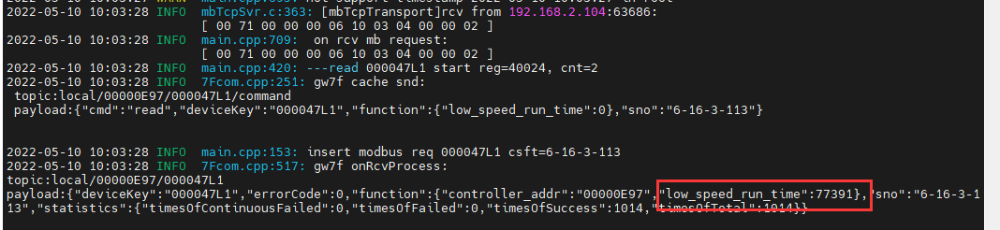 2022-05-10 10:03:28 INFO mbTcpSvr.c:363: [mbTcpTransport]rcv from 192.168.2.104:63686:
[ 00 71 00 00 00 06 10 03 04 00 00 02 ]
2022-05-10 10:03:28 INFO main.cpp:709: on rcv mb request:
[ 00 71 00 00 00 06 10 03 04 00 00 02 ]
2022-05-10 10:03:28 INFO main.cpp:420: ---read 000047L1 start reg=40024, cnt=2
2022-05-10 10:03:28 INFO 7Fcom.cpp:251: gw7f cache snd:
topic:local/00000E97/000047L1/command
payload:{"cmd":"read","deviceKey":"000047L1","function":{"low_speed_run_time":0},"sno":"6-16-3-113"}
2022-05-10 10:03:28 INFO main.cpp:153: insert modbus req 000047L1 csft=6-16-3-113
2022-05-10 10:03:28 INFO 7Fcom.cpp:517: gw7f onRcvProcess:
topic:local/00000E97/000047L1
payload:{"deviceKey":"000047L1","errorCode":0,"function":{"controller_addr":"00000E97","low_speed_run_time":77391},"sno":"6-16-3-1
13","statistics":{"timesOfContinuousFailed":0,"timesOfFailed":0,"timesOfSuccess":1014,"timesOfTotal":1014}}